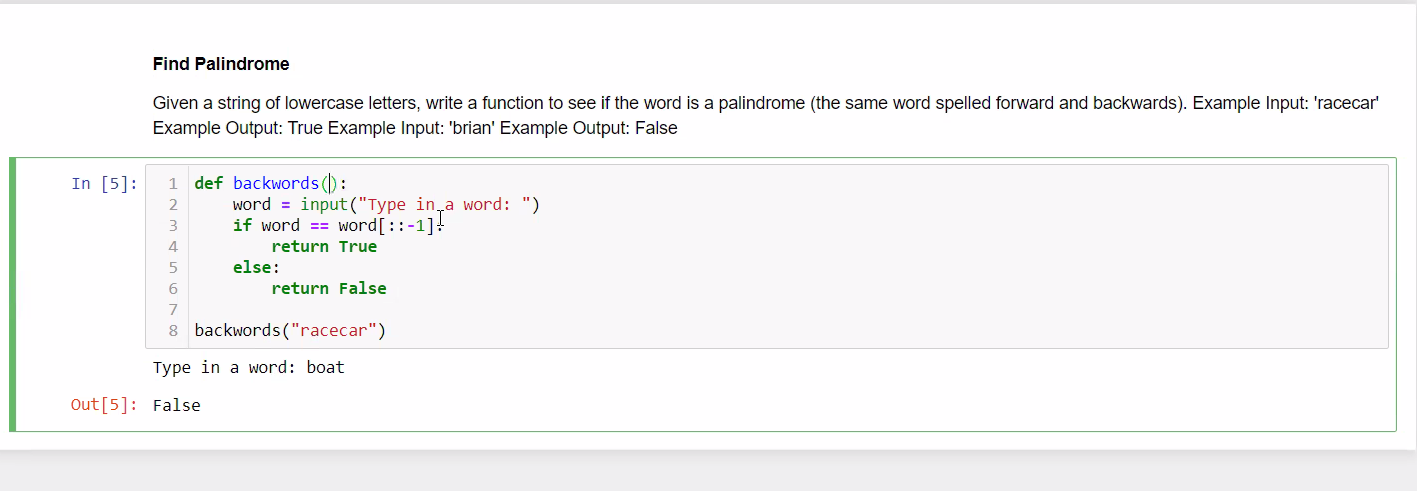 Find Palindrome
Given a string of lowercase letters, write a function to see if the word is a palindrome (the same word spelled forward and backwards). Example Input: 'racecar'
Example Output: True Example Input: 'brian' Example Output: False
In [5]:
1 def backwords():
2     word = input("Type in a word: ")
3     if word == word[::-1]:
4         return True
5     else:
6         return False
7
8 backwords("racecar")
Type in a word: boat
Out[5]: False